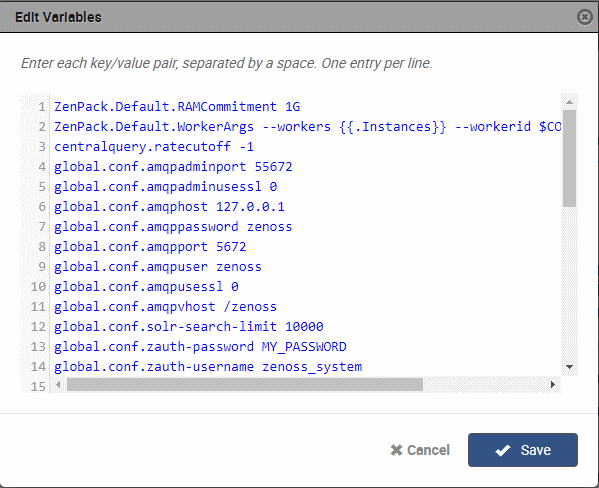 Edit Variables
Enter each key/value pair, separated by a space. One entry per line.
1 ZenPack.Default.RAMCommitment 1G
2 ZenPack.Default.WorkerArgs --workers {{.Instances}} --workerid $CO
3 centralquery.ratecutoff -1
4 global.conf.amqpadminport 55672
5 global.conf.amqpadminusessl 0
6 global.conf.amqphost 127.0.0.1
7 global.conf.amqppassword zenoss
8 global.conf.amqpport 5672
9 global.conf.amqpuser zenoss
10 global.conf.amqpusessl 0
11 global.conf.amqpvhost /zenoss
12 global.conf.solr-search-limit 10000
13 global.conf.zauth-password MY_PASSWORD
14 global.conf.zauth-username zenoss_system
15
Cancel
Save